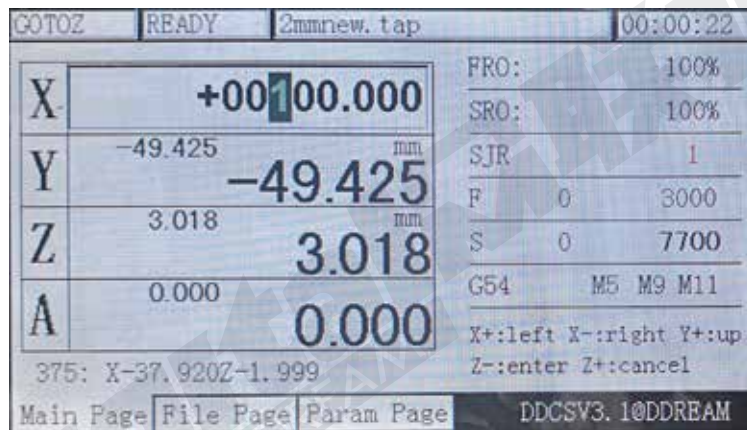 GOTOZ READY 2mmnew.tap 00:00:22
X +00100.000 FRO: 100%
SRO: 100%
Y -49.425 -49.425 mm SJR 1
F 0 3000
Z 3.018 3.018 mm S 0 7700
G54 M5 M9 M11
A 0.000 0.000
X+:left X-:right Y+:up
Z-:enter Z+:cancel
375: X-37.920Z-1.999
Main Page File Page Param Page DDCSV3.1@DDREAM